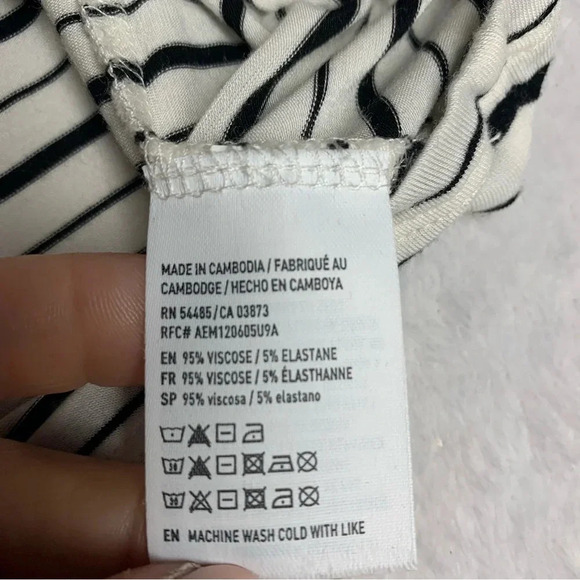 MADE IN CAMBODIA / FABRIQUÉ AU
CAMBODGE / HECHO EN CAMBOYA
RN 54485 / CA 03873
RFC# AEM120605U9A
EN 95% VISCOSE / 5% ELASTANE
FR 95% VISCOSE / 5% ÉLASTHANNE
SP 95% viscosa / 5% elastano
EN MACHINE WASH COLD WITH LIKE